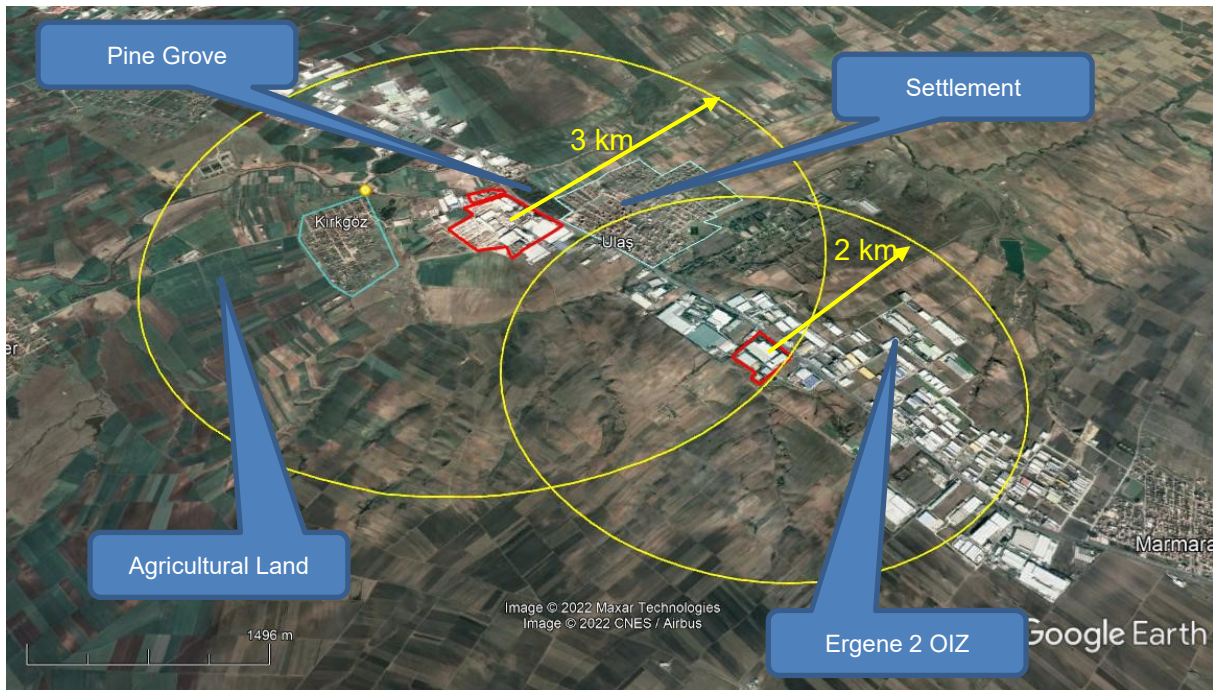 Pine Grove
Settlement
3 km
Kırkgöz
Ulaş
2 km
er
Agricultural Land
Marmara
Image © 2022 Maxar Technologies
Image © 2022 CNES / Airbus
1496 m
Ergene 2 OIZ
Google Earth